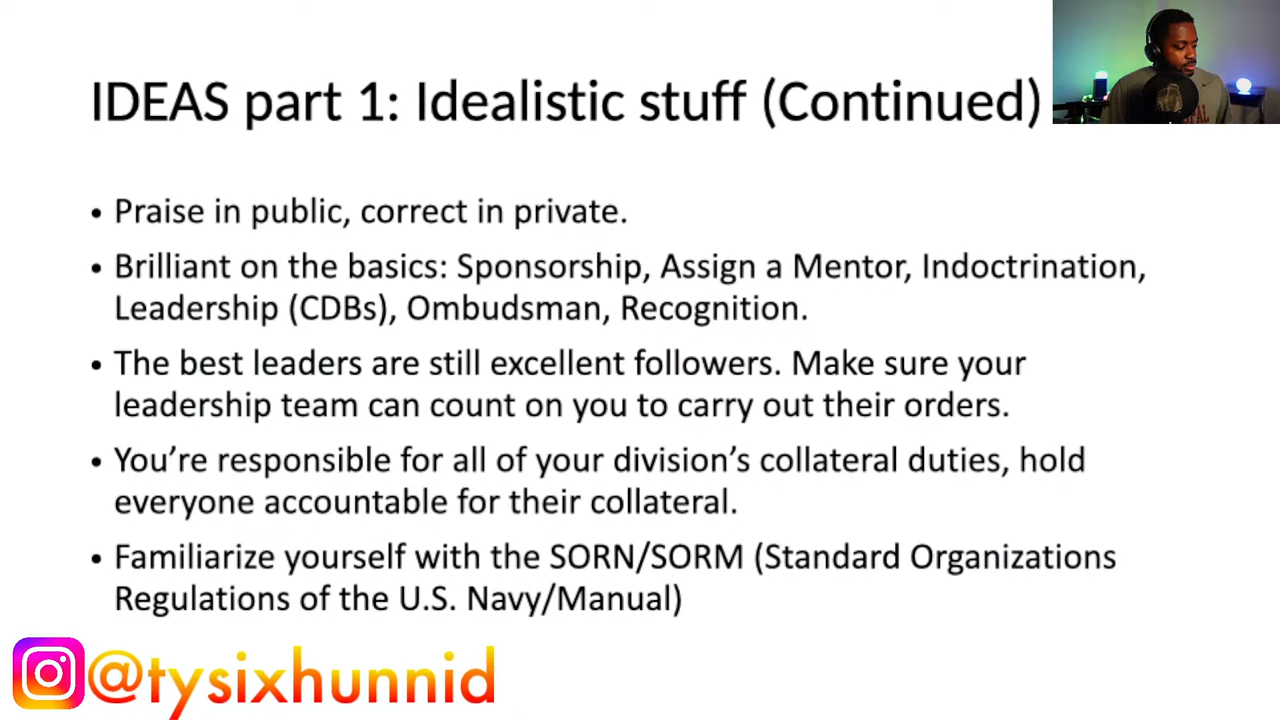 IDEAS part 1: Idealistic stuff (Continued)
• Praise in public, correct in private.
• Brilliant on the basics: Sponsorship, Assign a Mentor, Indoctrination,
Leadership (CDBs), Ombudsman, Recognition.
• The best leaders are still excellent followers. Make sure your
leadership team can count on you to carry out their orders.
• You’re responsible for all of your division’s collateral duties, hold
everyone accountable for their collateral.
• Familiarize yourself with the SORN/SORM (Standard Organizations
Regulations of the U.S. Navy/Manual)
@tysixhunnid